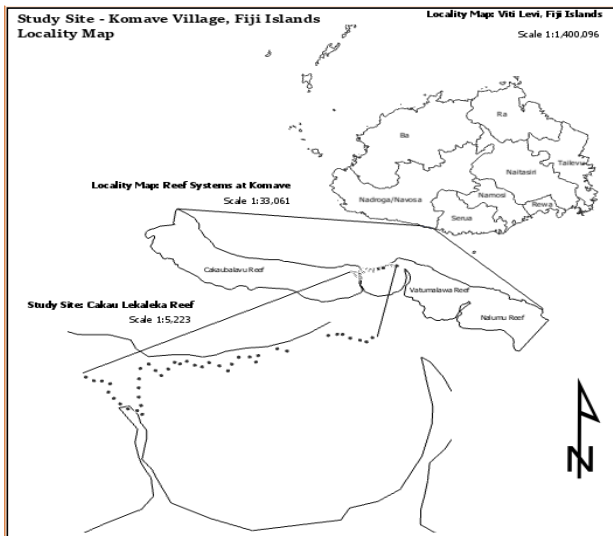 Study Site - Komave Village, Fiji Islands
Locality Map
Locality Map: Viti Levi, Fiji Islands
Scale 1:1,400,096
Ra
Ba
Tailevu
Naitasiri
Namosi
Nadroga/Navosa
Rewa
Serua
Locality Map: Reef Systems at Komave
Scale 1:33,061
Cakaubalavu Reef
Vatumalawa Reef
Nalumu Reef
Study Site: Cakau Lekaleka Reef
Scale 1:5,223
N